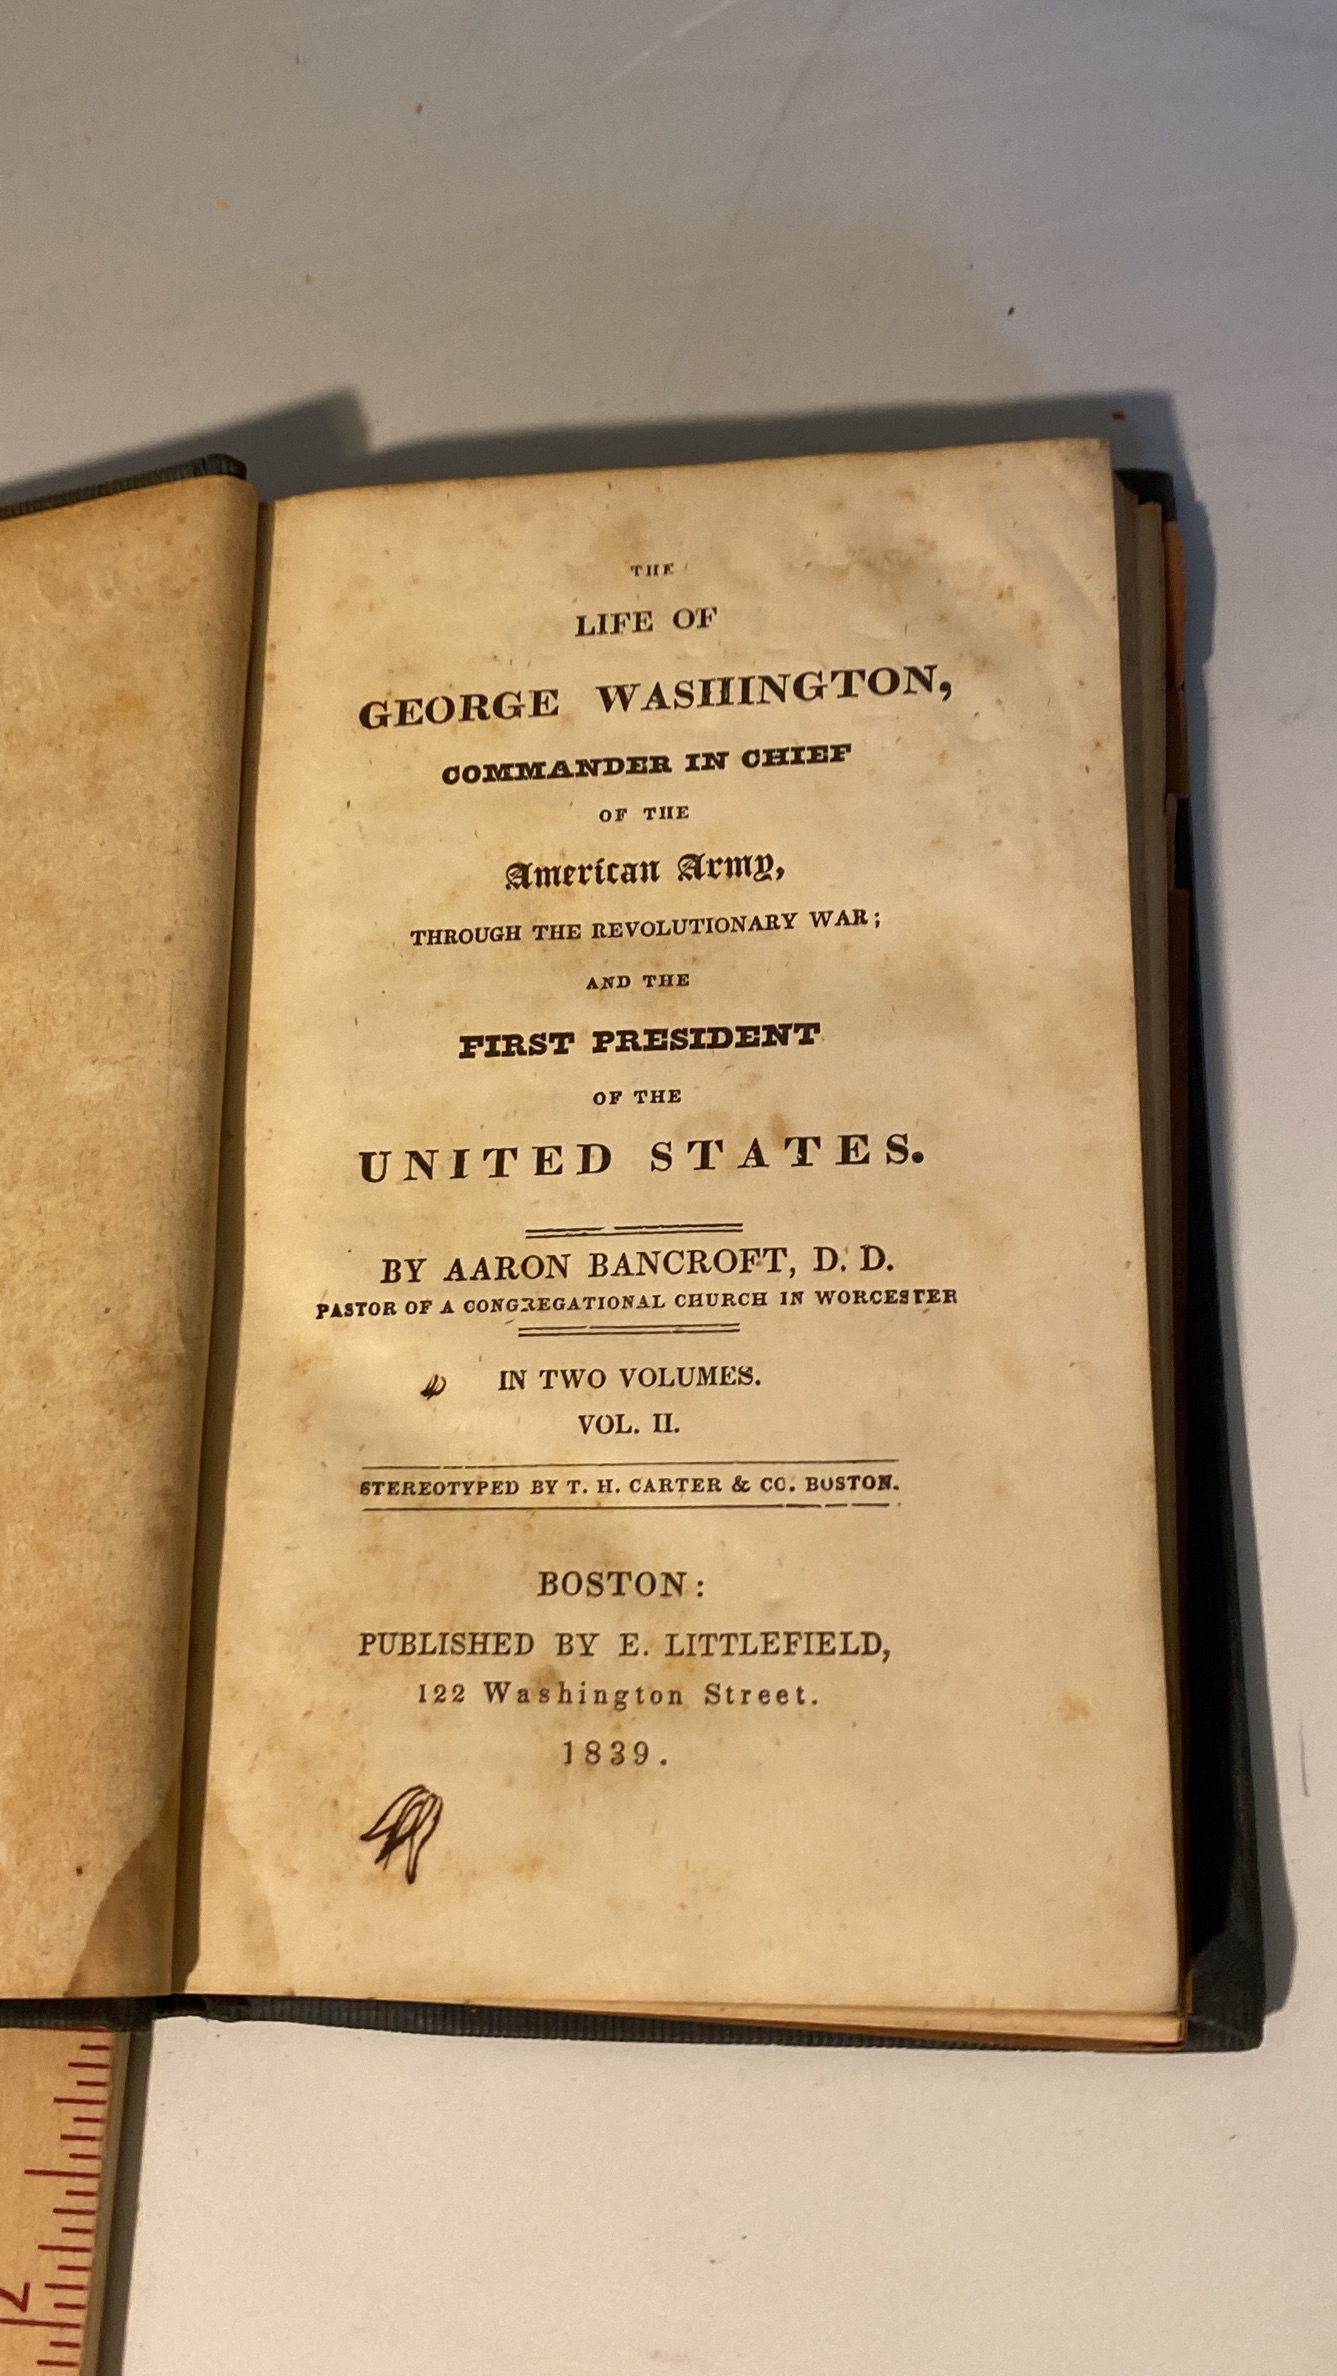 THE
LIFE OF
GEORGE WASHINGTON,
COMMANDER IN CHIEF
OF THE
American Army,
THROUGH THE REVOLUTIONARY WAR;
AND THE
FIRST PRESIDENT
OF THE
UNITED STATES.
BY AARON BANCROFT, D. D.
PASTOR OF A CONGREGATIONAL CHURCH IN WORCESTER
IN TWO VOLUMES.
VOL. II.
STEREOTYPED BY T. H. CARTER & CO. BOSTON.
BOSTON:
PUBLISHED BY E. LITTLEFIELD,
122 Washington Street.
1839.
2